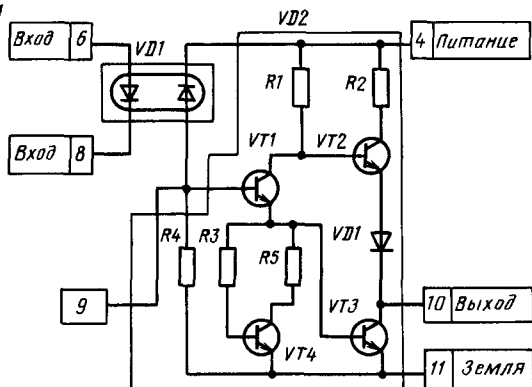 Вход 6
VD1
VD2
4 Питание
R1
R2
Вход 8
VT1
VT2
R4
R3
R5
VD1
9
VT3
10 Выход
VT4
11 Земля